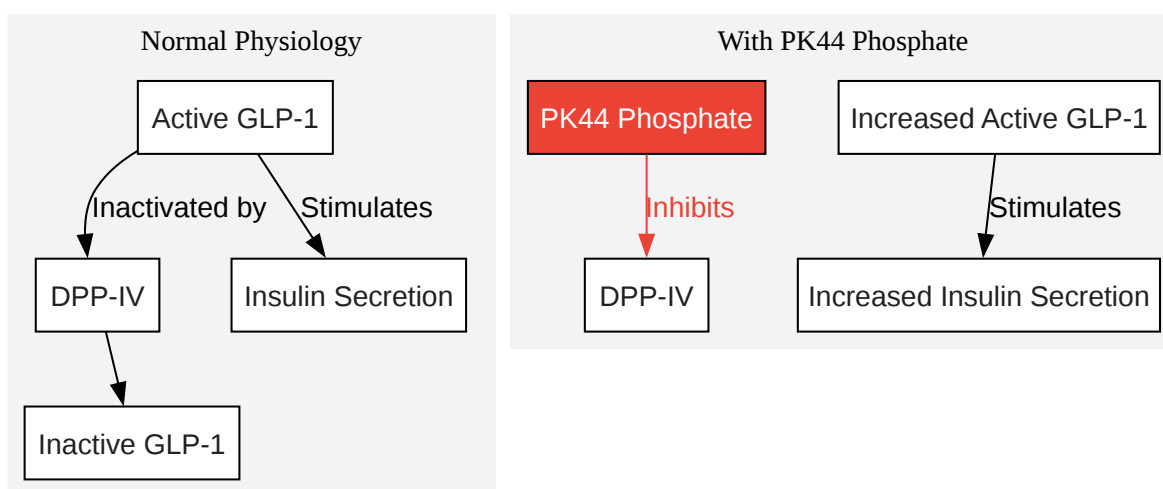 Normal Physiology
Active GLP-1
Inactivated by
Stimulates
DPP-IV
Insulin Secretion
Inactive GLP-1
With PK44 Phosphate
PK44 Phosphate
Increased Active GLP-1
Inhibits
Stimulates
DPP-IV
Increased Insulin Secretion